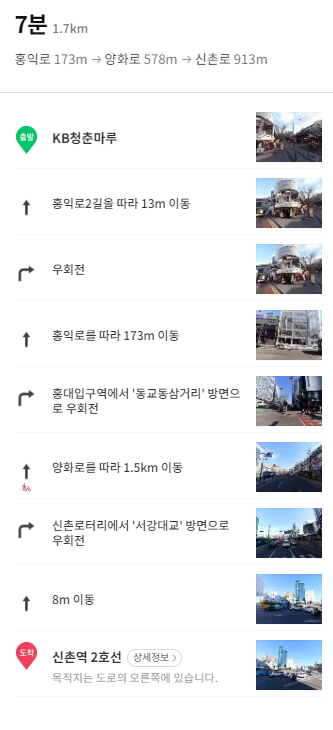 7분 1.7km
홍익로 173m → 양화로 578m → 신촌로 913m
출발
KB청춘마루
홍익로2길을 따라 13m 이동
우회전
홍익로를 따라 173m 이동
홍대입구역에서 '동교동삼거리' 방면으
로 우회전
양화로를 따라 1.5km 이동
신촌로터리에서 '서강대교' 방면으로
우회전
8m 이동
도착
신촌역 2호선 상세정보 >
목적지는 도로의 오른쪽에 있습니다.